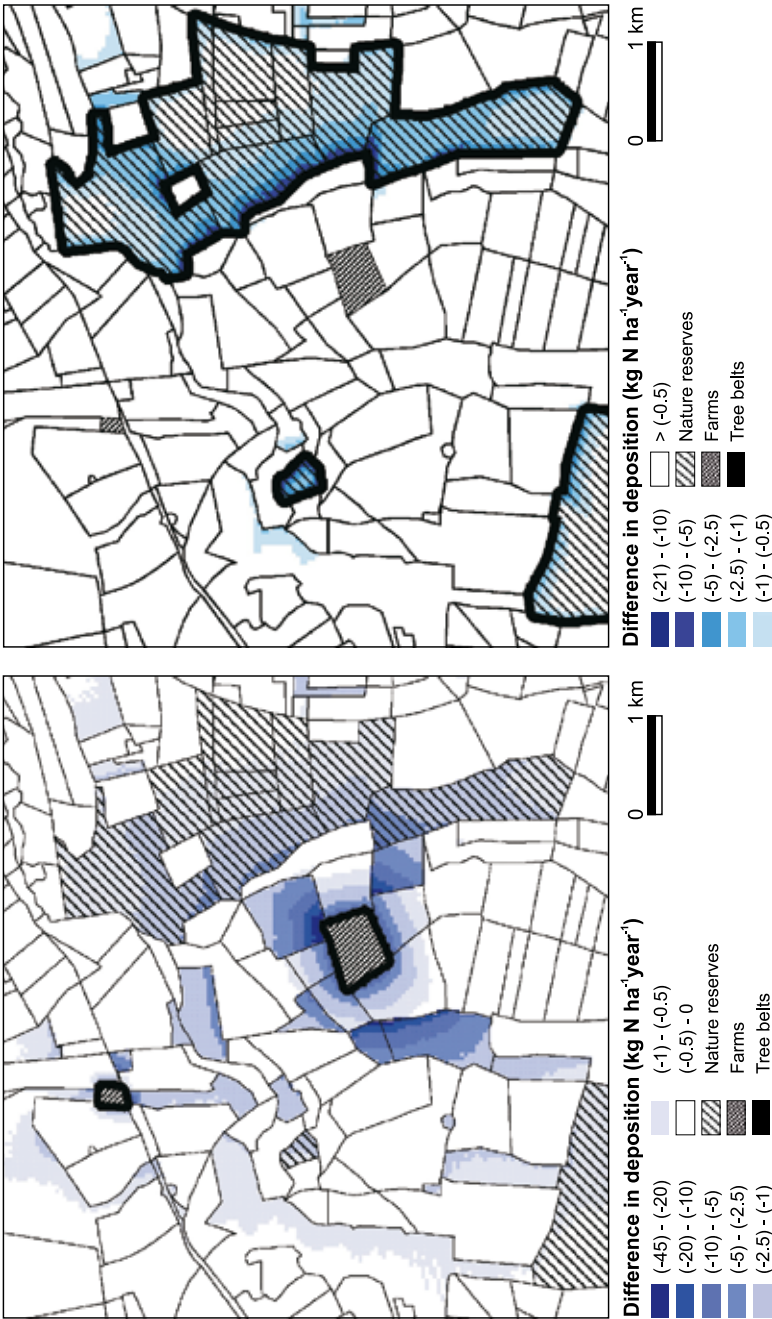 Difference in deposition (kg N ha⁻¹year⁻¹)
0 1 km
(-45) - (-20)
(-20) - (-10)
(-10) - (-5)
(-5) - (-2.5)
(-2.5) - (-1)
(-1) - (-0.5)
(-0.5) - 0
Nature reserves
Farms
Tree belts
Difference in deposition (kg N ha⁻¹year⁻¹)
0 1 km
(-21) - (-10)
(-10) - (-5)
(-5) - (-2.5)
(-2.5) - (-1)
(-1) - (-0.5)
> (-0.5)
Nature reserves
Farms
Tree belts